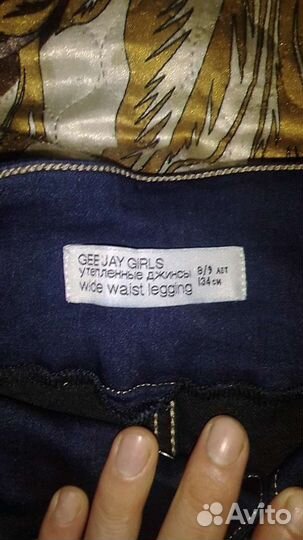 GEE JAY GIRLS
утепленные джинсы 8/9 лет
wide waist legging 134 см
Avito